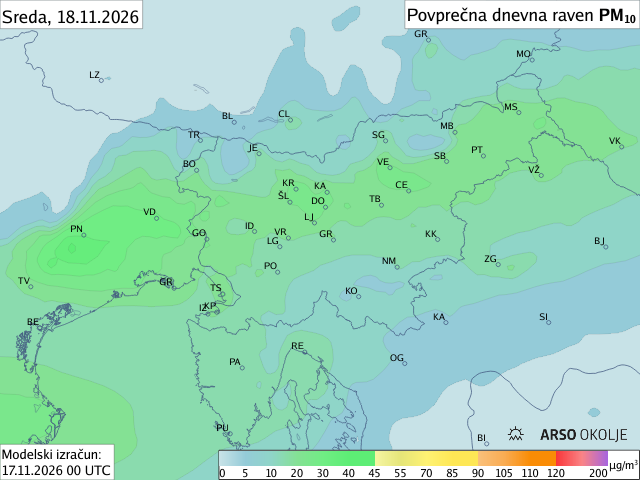 Sreda, 18.11.2026
Povprečna dnevna raven PM10
GR
MO
LZ
MS
CL
BL
MB
SG
TR
VK
JE
PT
SB
BO
VE
VŽ
KR
KA
CE
ŠL
DO
TB
VD
LJ
PN
ID
GO
VR
GR
KK
LG
BJ
PO
NM
ZG
TV
GR
TS
KO
IZ
KP
KA
SI
BE
RE
OG
PA
PU
BI
ARSO OKOLJE
Modelski izračun:
17.11.2026 00 UTC
0 5 10 20 30 40 45 55 70 85 90 105 110 120 200 µg/m³